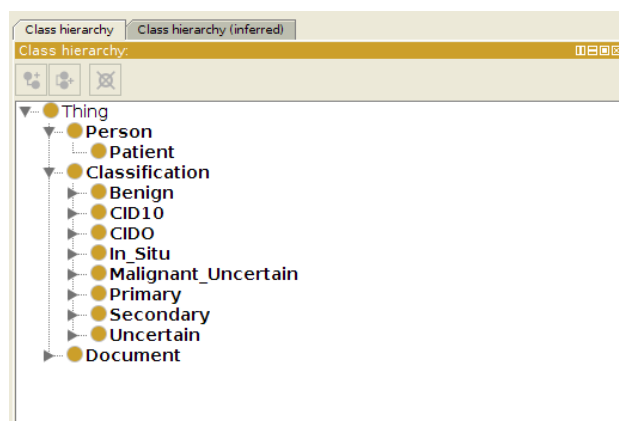 Class hierarchy Class hierarchy (inferred)
Class hierarchy:
Thing
Person
Patient
Classification
Benign
CID10
CIDO
In_Situ
Malignant_Uncertain
Primary
Secondary
Uncertain
Document